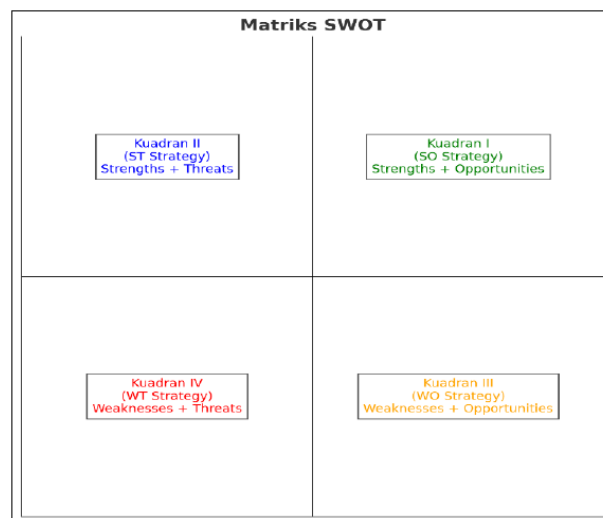 Matriks SWOT
Kuadran II
(ST Strategy)
Strengths + Threats
Kuadran I
(SO Strategy)
Strengths + Opportunities
Kuadran IV
(WT Strategy)
Weaknesses + Threats
Kuadran III
(WO Strategy)
Weaknesses + Opportunities